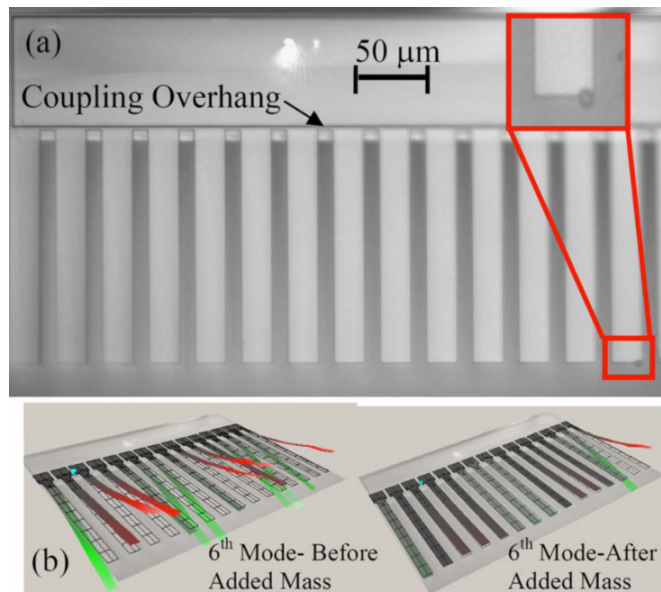 (a)
50 μm
Coupling Overhang
(b)
6th Mode- Before
Added Mass
6th Mode-After
Added Mass